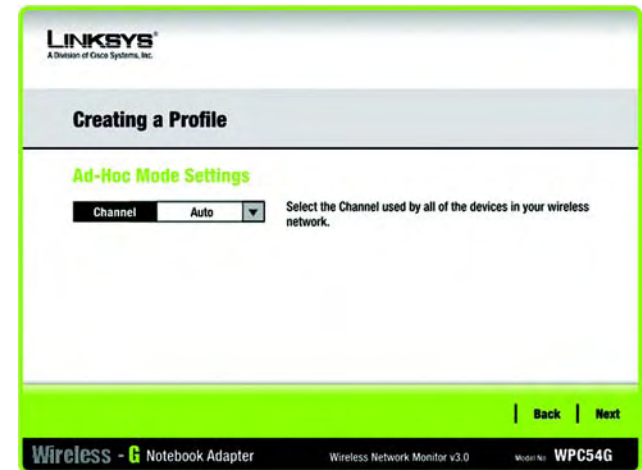 LINKSYS®
A Division of Cisco Systems, Inc.
Creating a Profile
Ad-Hoc Mode Settings
Channel Auto
Select the Channel used by all of the devices in your wireless
network.
Back Next
Wireless - G Notebook Adapter Wireless Network Monitor v3.0 Model No. WPC54G